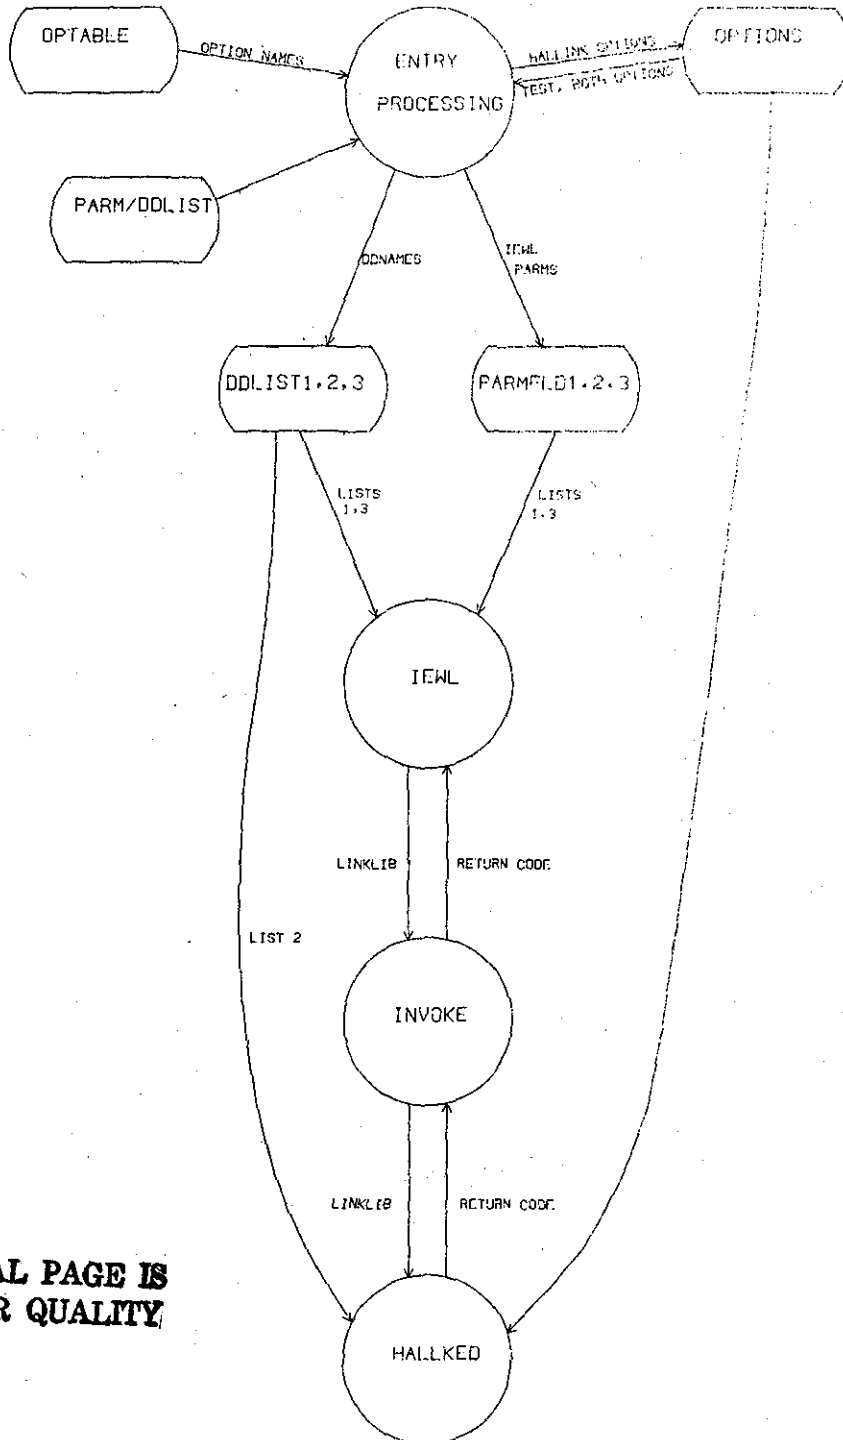 OPTABLE
OPTION NAMES
ENTRY
PROCESSING
HALLINK OPTIONS
TEST, BOTH OPTIONS
OPTIONS
PARM/DDLIST
DDNAMES
IEWL
PARMS
DDLIST1,2,3
PARMFLD1,2,3
LISTS
1,3
LISTS
1,3
IEWL
LINKLIB
RETURN CODE
LIST 2
INVOKE
LINKLIB
RETURN CODE
AL PAGE IS
R QUALITY
HALLKED